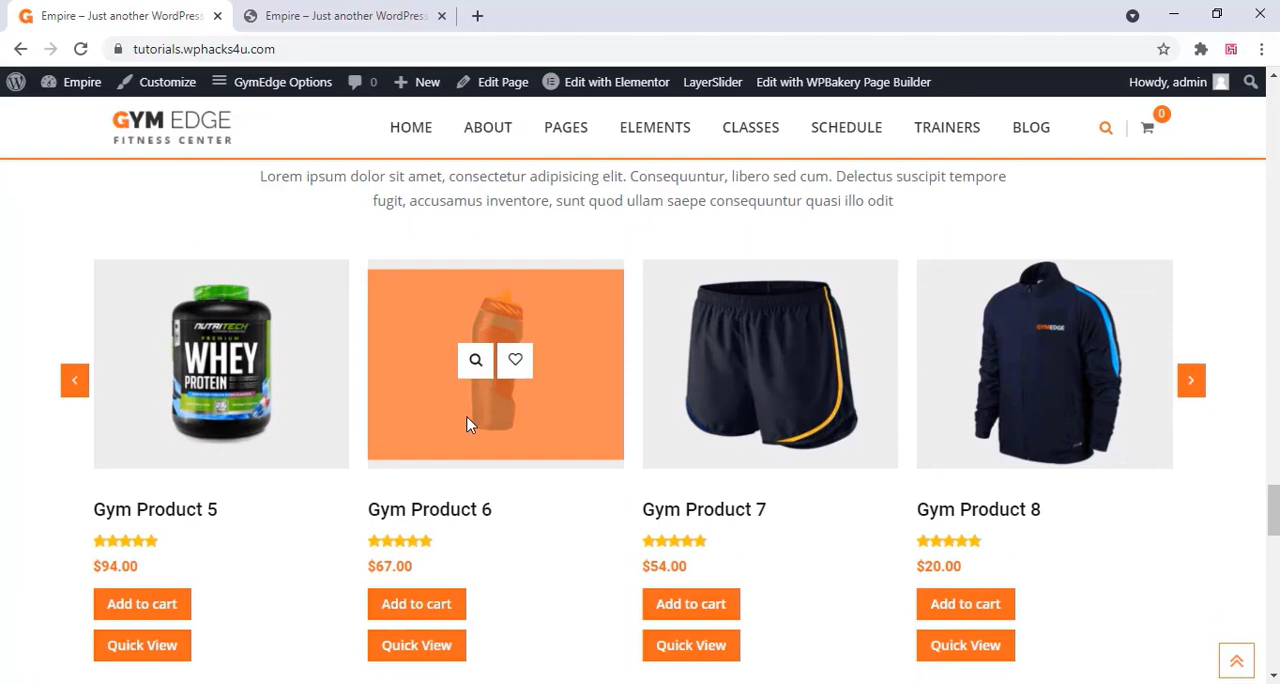 Empire – Just another WordPress
Empire – Just another WordPress
tutorials.wphacks4u.com
Empire Customize GymEdge Options 0 New Edit Page Edit with Elementor LayerSlider Edit with WPBakery Page Builder Howdy, admin
GYM EDGE
FITNESS CENTER
HOME ABOUT PAGES ELEMENTS CLASSES SCHEDULE TRAINERS BLOG 0
Lorem ipsum dolor sit amet, consectetur adipisicing elit. Consequuntur, libero sed cum. Delectus suscipit tempore
fugit, accusamus inventore, sunt quod ullam saepe consequuntur quasi illo odit
NUTRITECH
PREMIUM
WHEY
PROTEIN
GYMEDGE
Gym Product 5 Gym Product 6 Gym Product 7 Gym Product 8
$94.00 $67.00 $54.00 $20.00
Add to cart Add to cart Add to cart Add to cart
Quick View Quick View Quick View Quick View